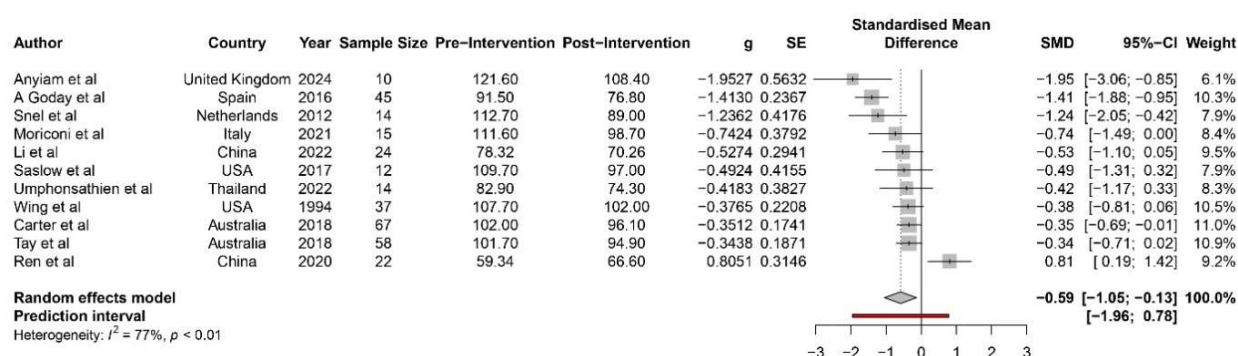 Standardised Mean
Author Country Year Sample Size Pre−Intervention Post−Intervention g SE Difference SMD 95%−CI Weight
Anyiam et al United Kingdom 2024 10 121.60 108.40 −1.9527 0.5632 −1.95 [−3.06; −0.85] 6.1%
A Goday et al Spain 2016 45 91.50 76.80 −1.4130 0.2367 −1.41 [−1.88; −0.95] 10.3%
Snel et al Netherlands 2012 14 112.70 89.00 −1.2362 0.4176 −1.24 [−2.05; −0.42] 7.9%
Moriconi et al Italy 2021 15 111.60 98.70 −0.7424 0.3792 −0.74 [−1.49; 0.00] 8.4%
Li et al China 2022 24 78.32 70.26 −0.5274 0.2941 −0.53 [−1.10; 0.05] 9.5%
Saslow et al USA 2017 12 109.70 97.00 −0.4924 0.4155 −0.49 [−1.31; 0.32] 7.9%
Umphonsathien et al Thailand 2022 14 82.90 74.30 −0.4183 0.3827 −0.42 [−1.17; 0.33] 8.3%
Wing et al USA 1994 37 107.70 102.00 −0.3765 0.2208 −0.38 [−0.81; 0.06] 10.5%
Carter et al Australia 2018 67 102.00 96.10 −0.3512 0.1741 −0.35 [−0.69; −0.01] 11.0%
Tay et al Australia 2018 58 101.70 94.90 −0.3438 0.1871 −0.34 [−0.71; 0.02] 10.9%
Ren et al China 2020 22 59.34 66.60 0.8051 0.3146 0.81 [ 0.19; 1.42] 9.2%
Random effects model −0.59 [−1.05; −0.13] 100.0%
Prediction interval [−1.96; 0.78]
Heterogeneity: I² = 77%, p < 0.01
−3 −2 −1 0 1 2 3